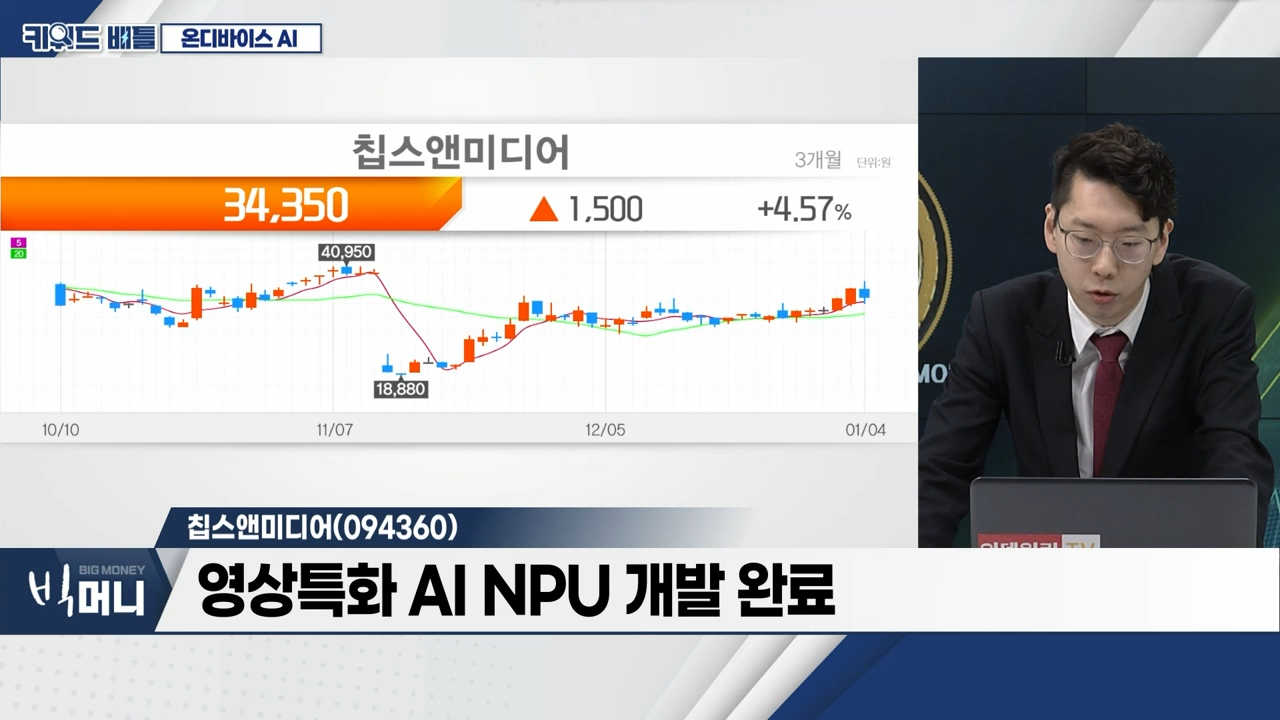 키워드 배틀
온디바이스 AI
칩스앤미디어
3개월 단위:원
34,350 ▲ 1,500 +4.57%
5
20
40,950
18,880
10/10 11/07 12/05 01/04
칩스앤미디어(094360)
BIG MONEY
빅머니
영상특화 AI NPU 개발 완료
TV